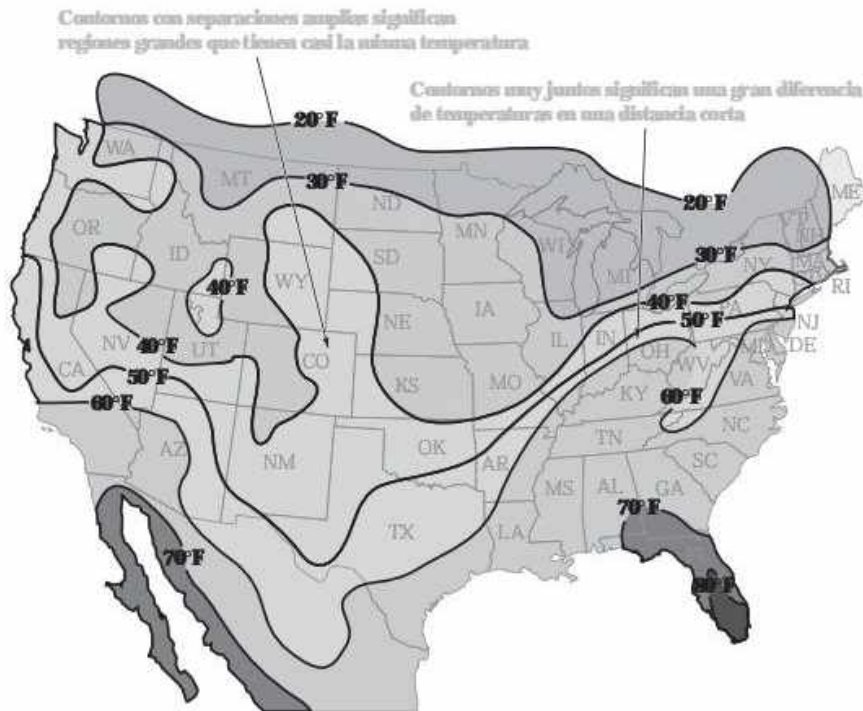 Contornos con separaciones amplias significan
regiones grandes que tienen casi la misma temperatura
Contornos muy juntos significan una gran diferencia
de temperaturas en una distancia corta
20°F
WA
MT
30°F
ND
20°F
ME
OR
ID
MN
VT
NH
WI
SD
MI
30°F
NY
MA
WY
40°F
RI
40°F
IA
PA
50°F
NE
NJ
NV
40°F
UT
IL
IN
OH
MD
DE
CA
CO
WV
50°F
KS
MO
VA
KY
60°F
60°F
NC
TN
AZ
OK
NM
AR
SC
MS
AL
GA
70°F
TX
LA
70°F
80°F